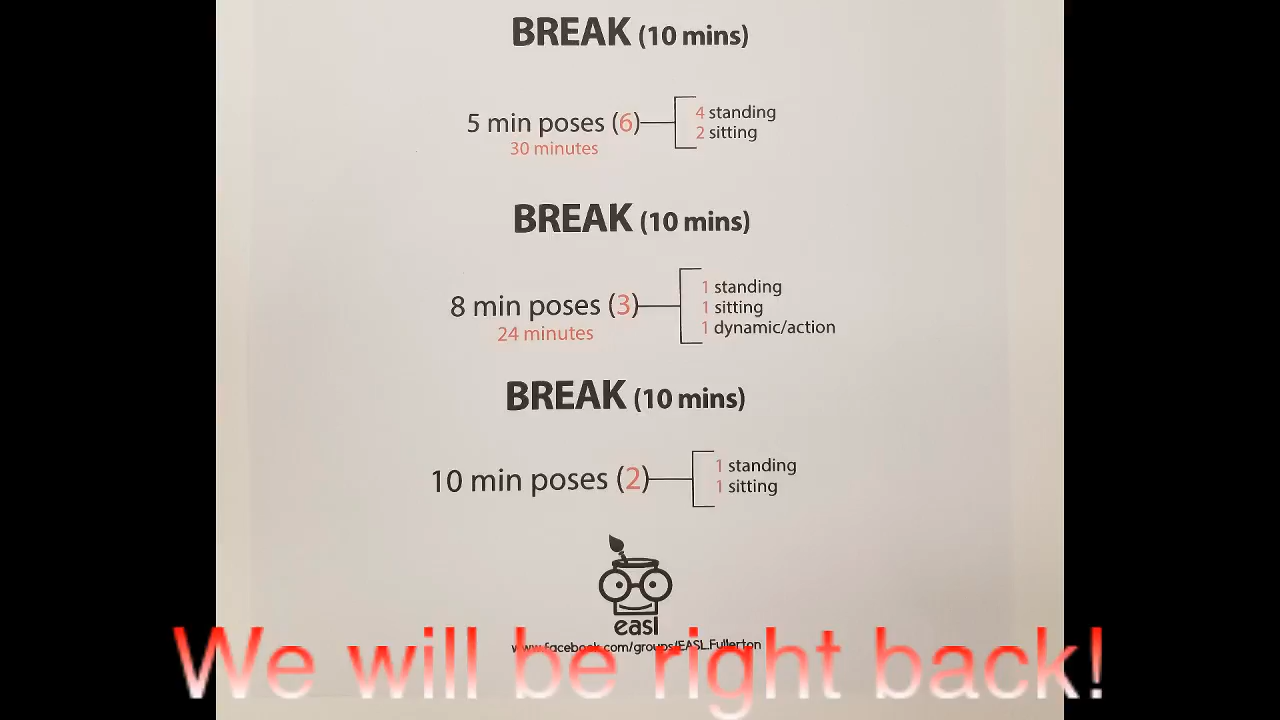 BREAK (10 mins)
5 min poses (6)
30 minutes
4 standing
2 sitting
BREAK (10 mins)
8 min poses (3)
24 minutes
1 standing
1 sitting
1 dynamic/action
BREAK (10 mins)
10 min poses (2)
1 standing
1 sitting
easl
www.facebook.com/groups/EASL.Fullerton
We will be right back!